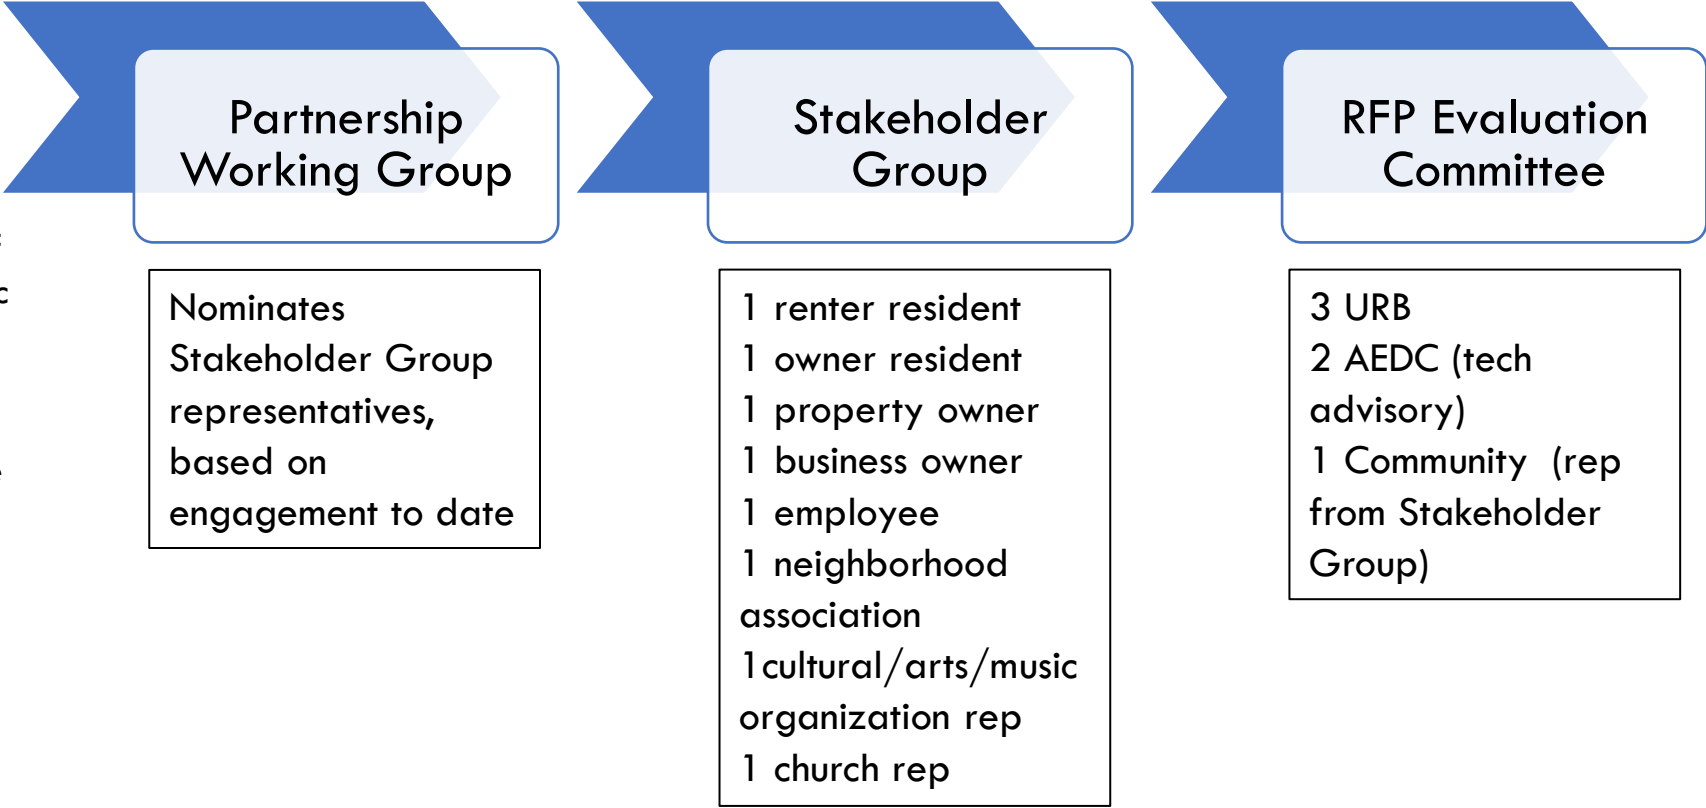 Partnership
Working Group
Nominates
Stakeholder Group
representatives,
based on
engagement to date
Stakeholder
Group
1 renter resident
1 owner resident
1 property owner
1 business owner
1 employee
1 neighborhood
association
1cultural/arts/music
organization rep
1 church rep
RFP Evaluation
Committee
3 URB
2 AEDC (tech
advisory)
1 Community  (rep
from Stakeholder
Group)